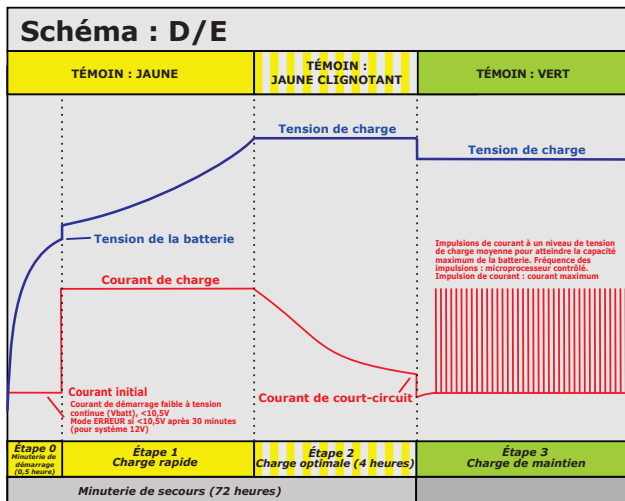 Schéma : D/E
TÉMOIN : JAUNE
TÉMOIN :
JAUNE CLIGNOTANT
TÉMOIN : VERT
Tension de charge
Tension de charge
Tension de la batterie
Impulsions de courant à un niveau de tension
de charge moyenne pour atteindre la capacité
maximum de la batterie. Fréquence des
impulsions : microprocesseur contrôlé.
Impulsion de courant : courant maximum
Courant de charge
Courant initial
Courant de démarrage faible à tension
continue (Vbatt), <10,5V
Mode ERREUR si <10,5V après 30 minutes
(pour système 12V)
Courant de court-circuit
Étape 0
Minuterie de
démarrage
(0,5 heure)
Étape 1
Charge rapide
Étape 2
Charge optimale (4 heures)
Étape 3
Charge de maintien
Minuterie de secours (72 heures)